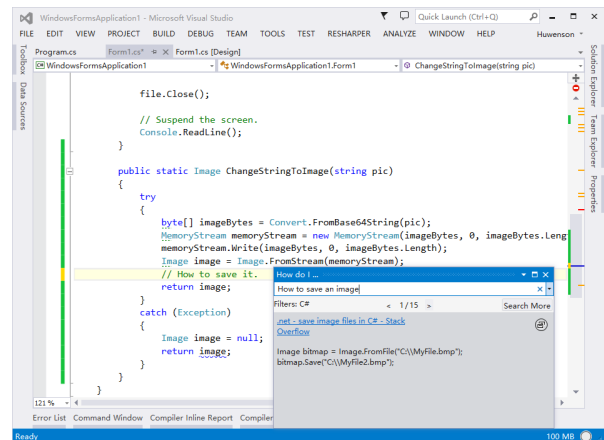 WindowsFormsApplication1 - Microsoft Visual Studio
Quick Launch (Ctrl+Q)
FILE EDIT VIEW PROJECT BUILD DEBUG TEAM TOOLS TEST RESHARPER ANALYZE WINDOW HELP Huwenson
Program.cs Form1.cs* Form1.cs [Design]
WindowsFormsApplication1 WindowsFormsApplication1.Form1 ChangeStringToImage(string pic)
Toolbox
Data Sources
Solution Explorer
Team Explorer
Properties
file.Close();
// Suspend the screen.
Console.ReadLine();
}
public static Image ChangeStringToImage(string pic)
{
try
{
byte[] imageBytes = Convert.FromBase64String(pic);
MemoryStream memoryStream = new MemoryStream(imageBytes, 0, imageBytes.Leng
memoryStream.Write(imageBytes, 0, imageBytes.Length);
Image image = Image.FromStream(memoryStream);
// How to save it.
return image;
}
catch (Exception)
{
Image image = null;
return image;
}
}
}
How do I ...
How to save an image
Filters: C# < 1/15 > Search More
.net - save image files in C# - Stack
Overflow
Image bitmap = Image.FromFile("C:\\MyFile.bmp");
bitmap.Save("C:\\MyFile2.bmp");
121 %
Error List Command Window Compiler Inline Report Compiler
Ready 100 MB